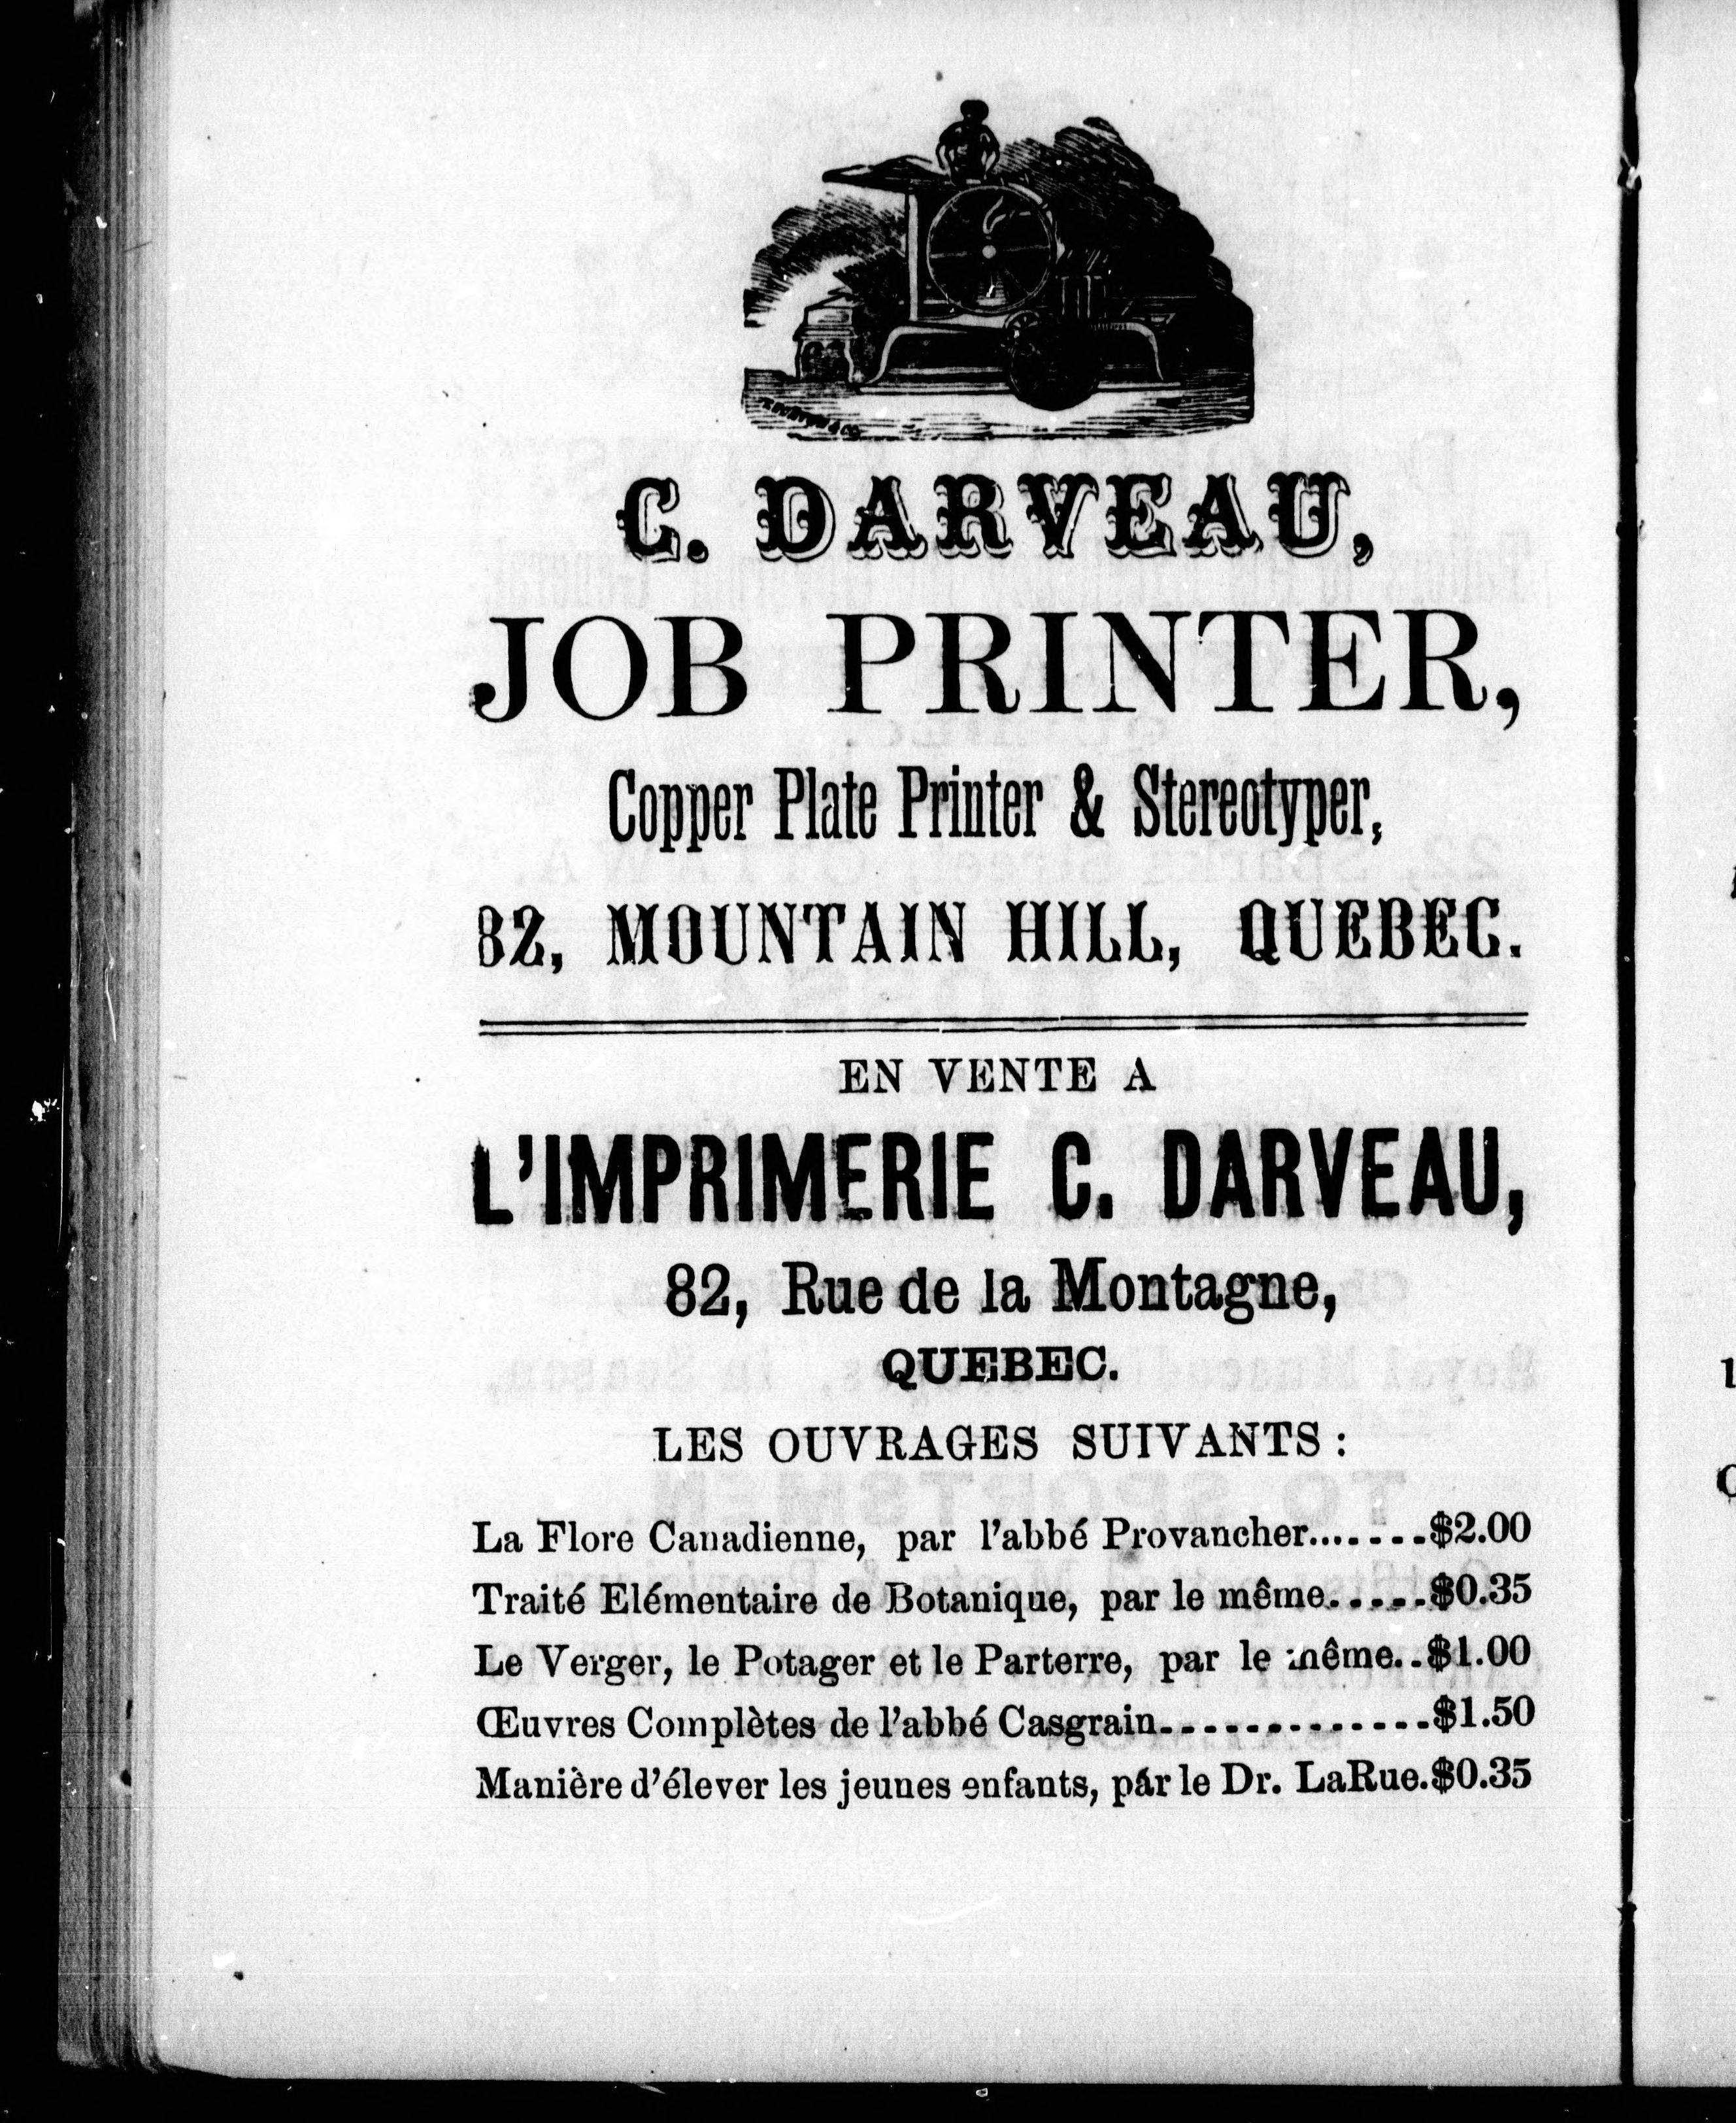 C. DARVEAU,
JOB PRINTER,
Copper Plate Printer & Stereotyper,
82, MOUNTAIN HILL, QUEBEC.
EN VENTE A
L'IMPRIMERIE C. DARVEAU,
82, Rue de la Montagne,
QUEBEC.
LES OUVRAGES SUIVANTS :
La Flore Canadienne, par l'abbé Provancher.......$2.00
Traité Elémentaire de Botanique, par le même.....$0.35
Le Verger, le Potager et le Parterre, par le même..$1.00
Œuvres Complètes de l'abbé Casgrain.............$1.50
Manière d'élever les jeunes enfants, par le Dr. LaRue.$0.35